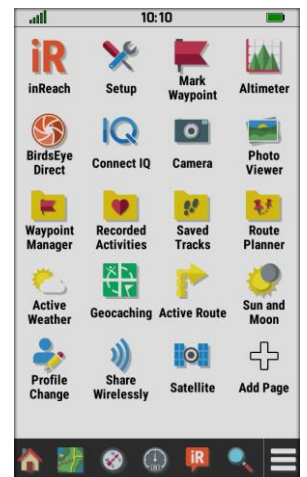 10:10
iR
inReach
Setup
Mark
Waypoint
Altimeter
BirdsEye
Direct
IQ
Connect IQ
Camera
Photo
Viewer
Waypoint
Manager
Recorded
Activities
Saved
Tracks
Route
Planner
Active
Weather
Geocaching
Active Route
Sun and
Moon
Profile
Change
Share
Wirelessly
Satellite
Add Page
iR